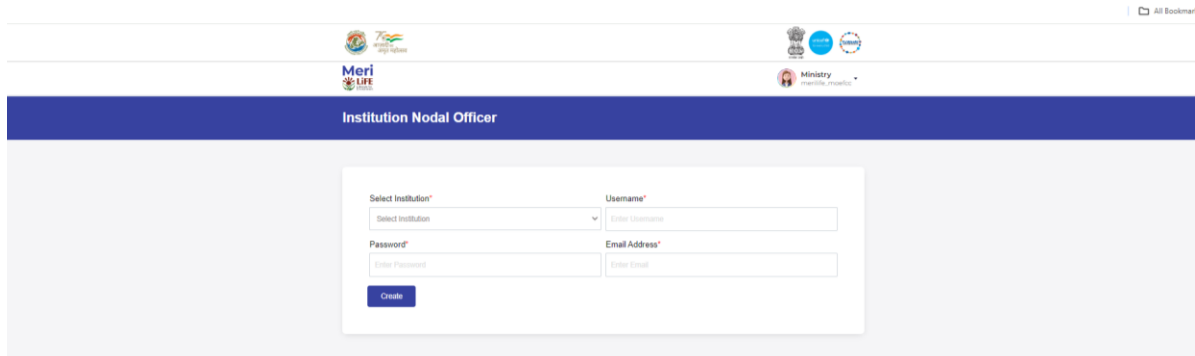 All Bookmar
Meri
LiFE
Ministry
merilife_moefcc
Institution Nodal Officer
Select Institution*
Username*
Select Institution
Enter Username
Password*
Email Address*
Enter Password
Enter Email
Create